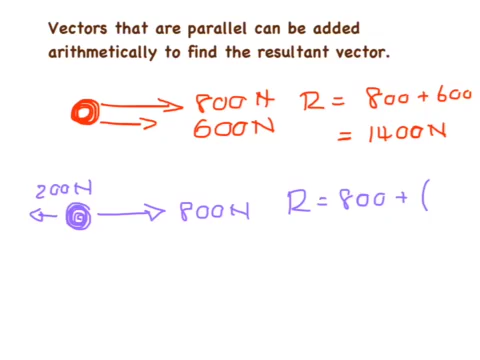 Vectors that are parallel can be added
arithmetically to find the resultant vector.
800N R = 800 + 600
600N = 1400N
200N
800N R = 800 + (